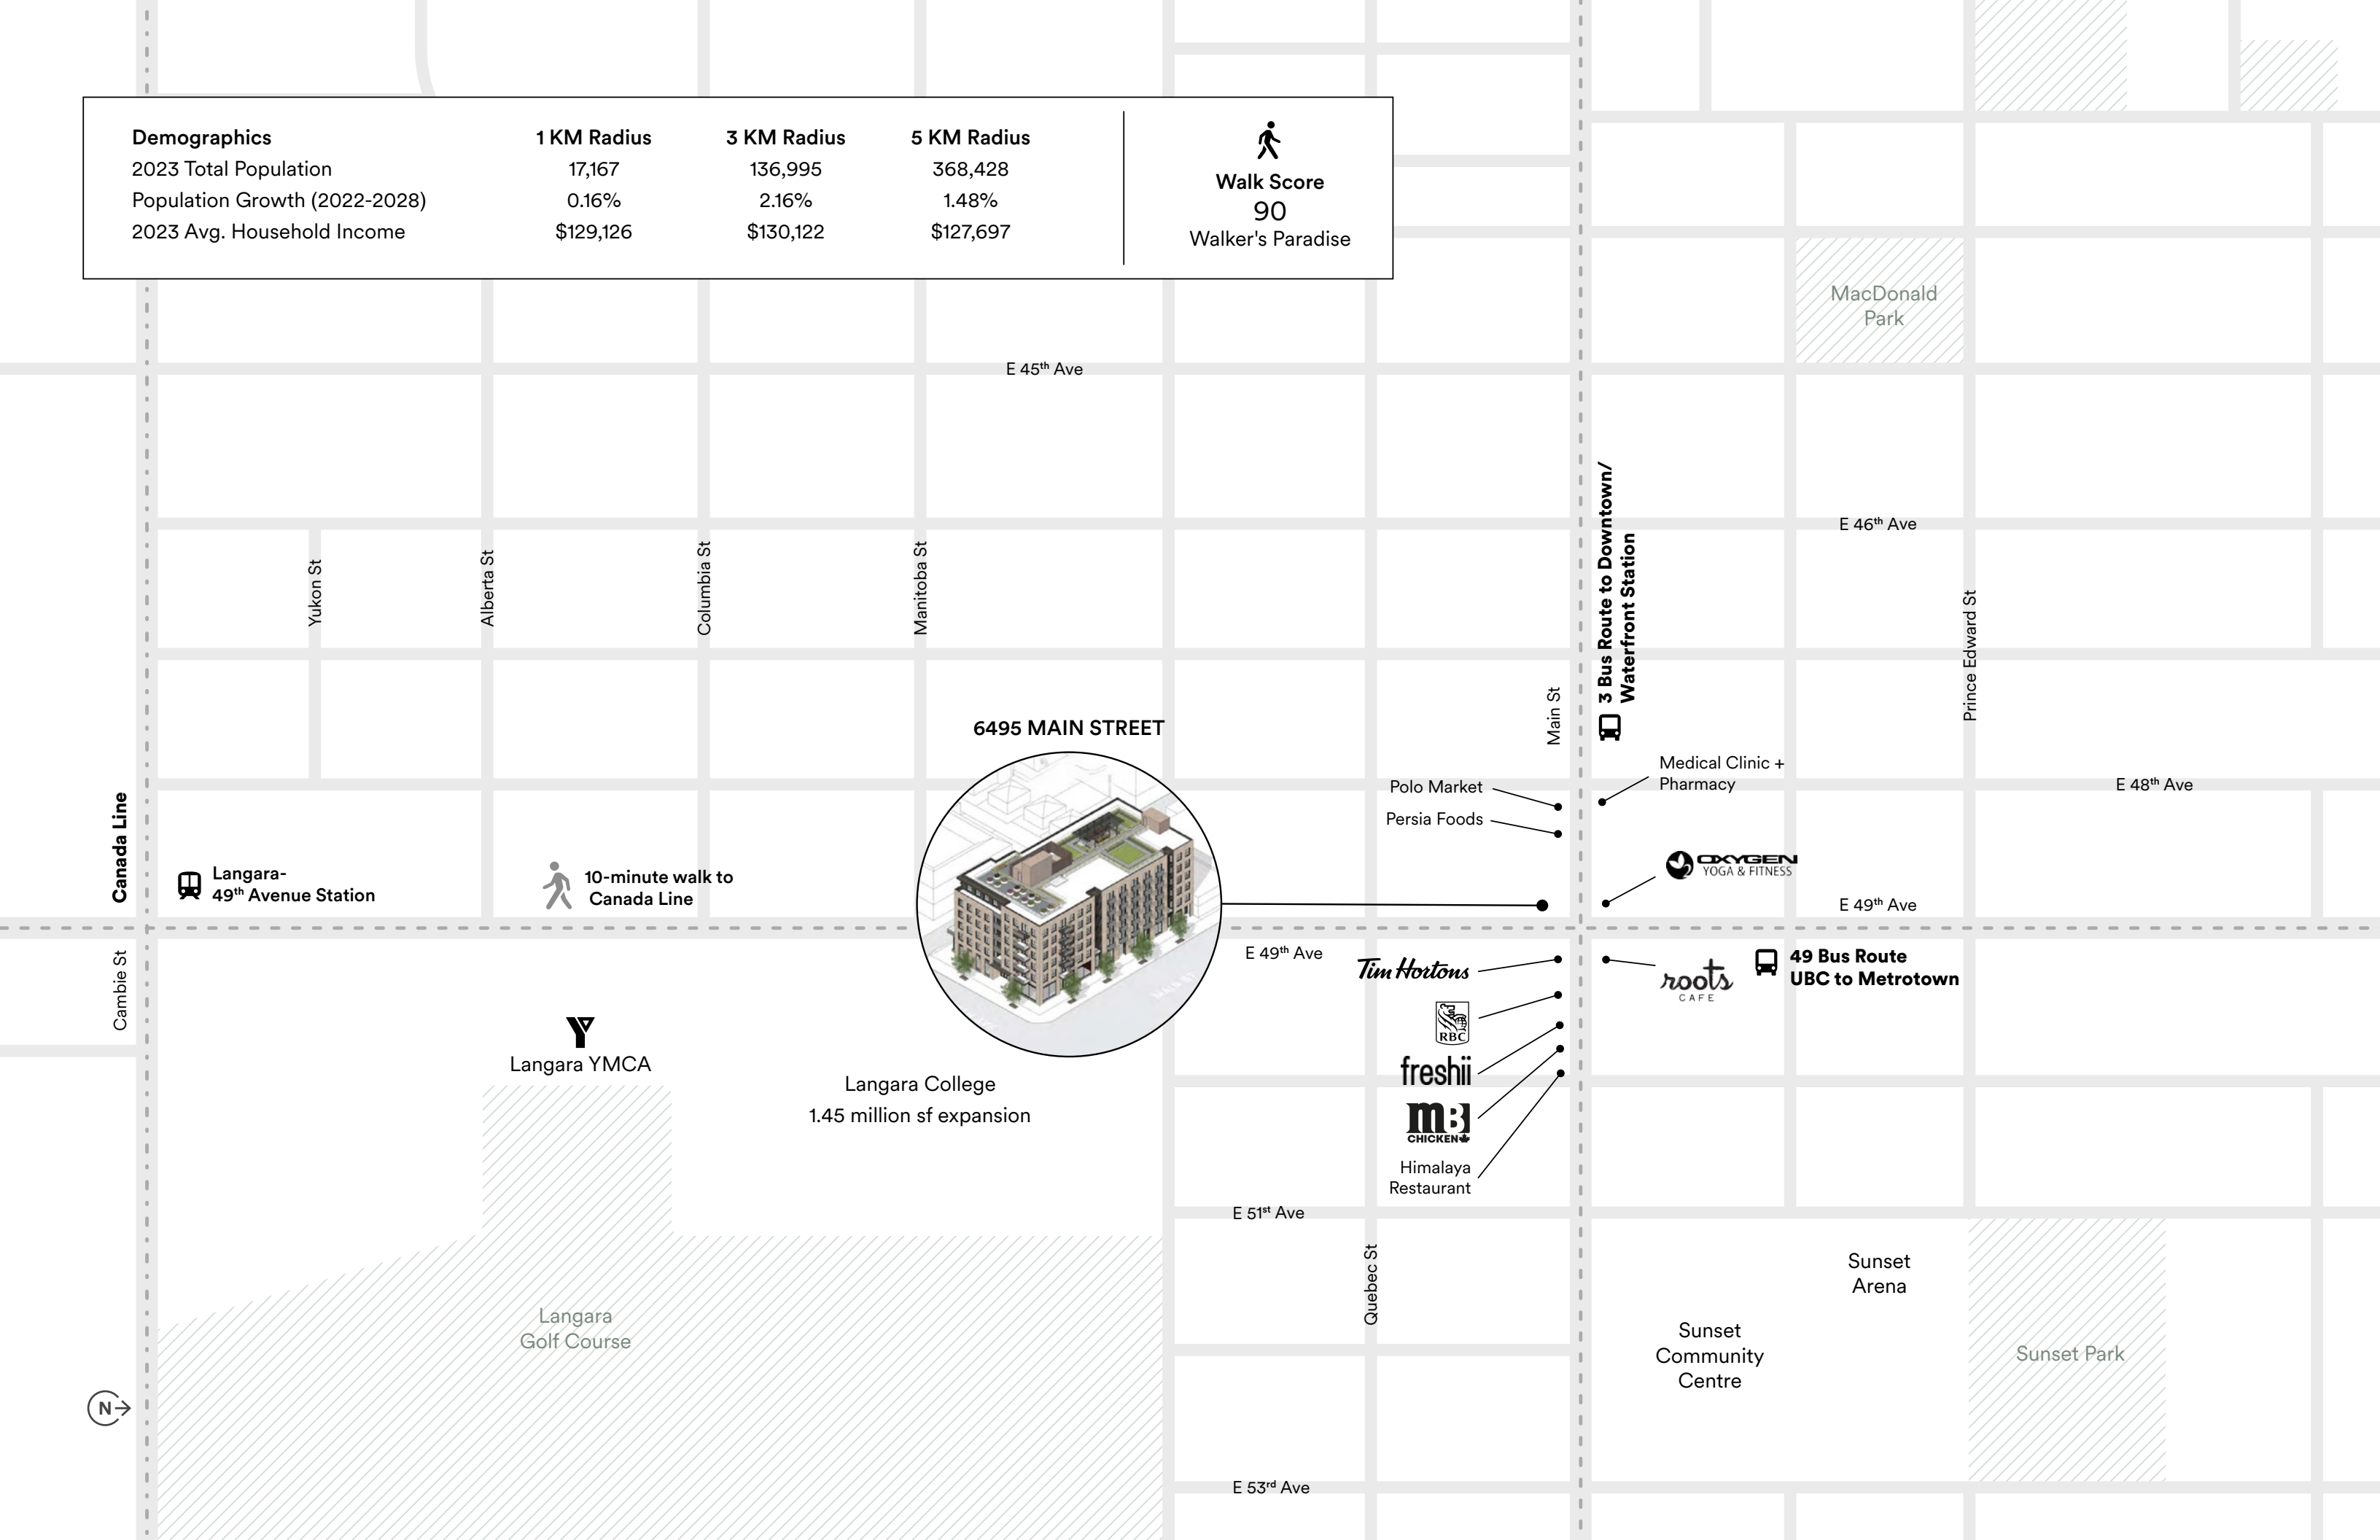 Demographics 1 KM Radius 3 KM Radius 5 KM Radius
2023 Total Population 17,167 136,995 368,428
Population Growth (2022-2028) 0.16% 2.16% 1.48%
2023 Avg. Household Income $129,126 $130,122 $127,697
Walk Score
90
Walker's Paradise
MacDonald
Park
E 45th Ave
E 46th Ave
3 Bus Route to Downtown/
Waterfront Station
Yukon St
Alberta St
Columbia St
Manitoba St
Main St
Prince Edward St
6495 MAIN STREET
Medical Clinic +
Pharmacy
Polo Market
Persia Foods
E 48th Ave
Canada Line
Langara-
49th Avenue Station
10-minute walk to
Canada Line
OXYGEN
YOGA & FITNESS
E 49th Ave
E 49th Ave
Cambie St
Tim Hortons
roots
CAFE
49 Bus Route
UBC to Metrotown
RBC
freshii
mB
CHICKEN
Himalaya
Restaurant
Langara YMCA
Langara College
1.45 million sf expansion
MAIN ST
E 51st Ave
Quebec St
Sunset
Arena
Sunset
Community
Centre
Sunset Park
Langara
Golf Course
N
E 53rd Ave